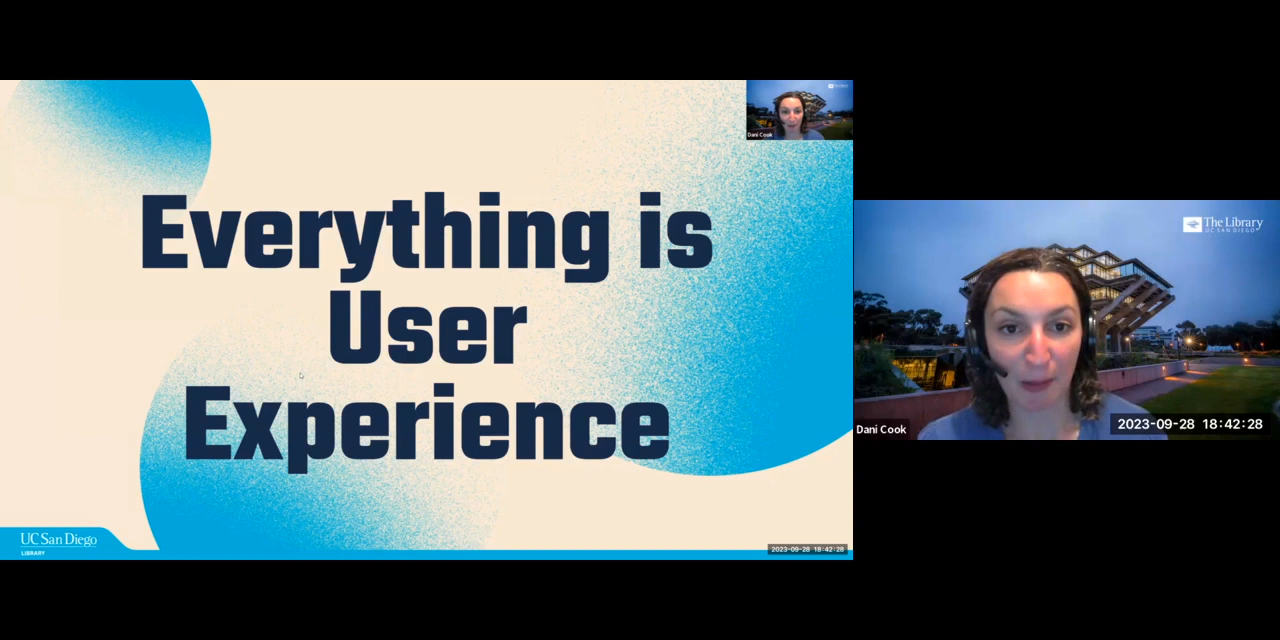 Everything is
User
Experience
UC San Diego
LIBRARY
Dani Cook
2023-09-28 18:42:28
The Library
UC SAN DIEGO
Dani Cook
2023-09-28 18:42:28